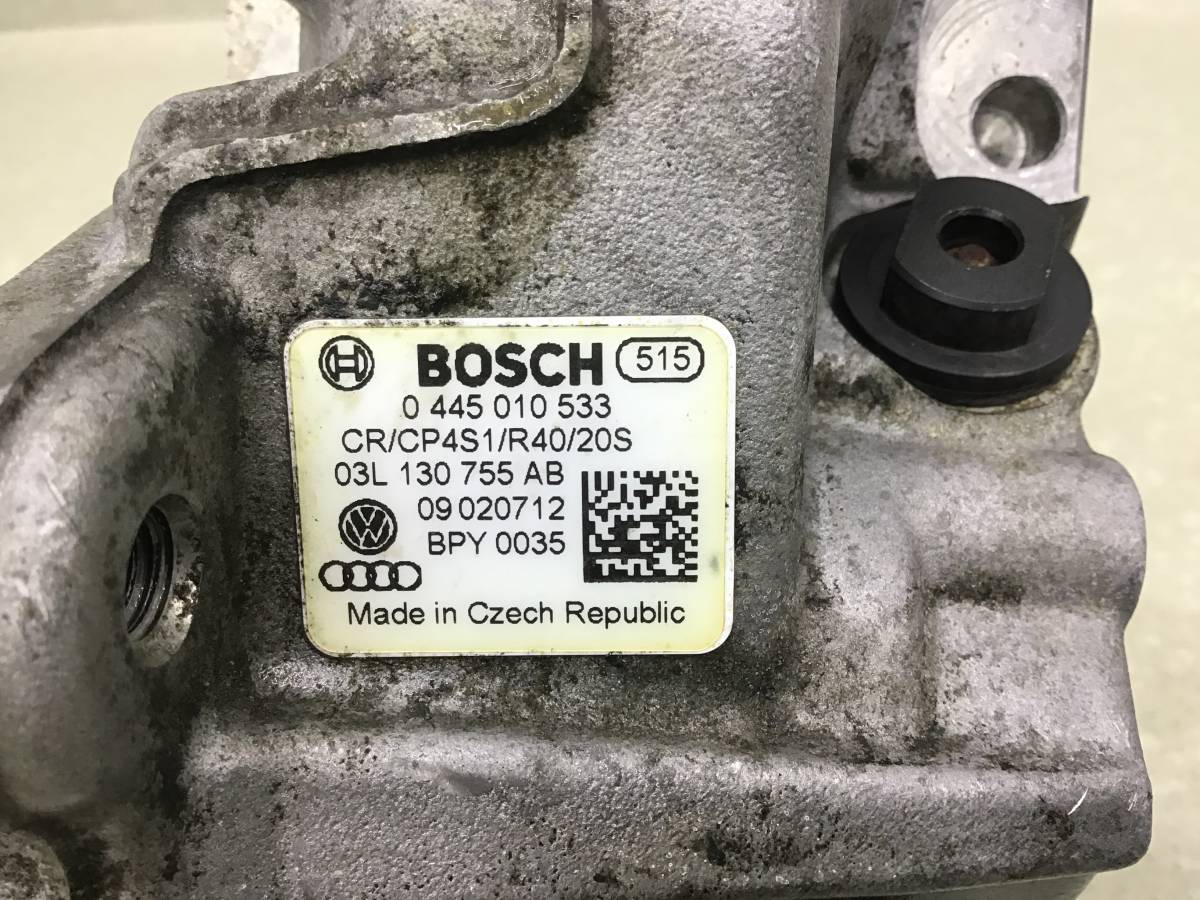 BOSCH 515
0 445 010 533
CR/CP4S1/R40/20S
03L 130 755 AB
09 020712
BPY 0035
Made in Czech Republic